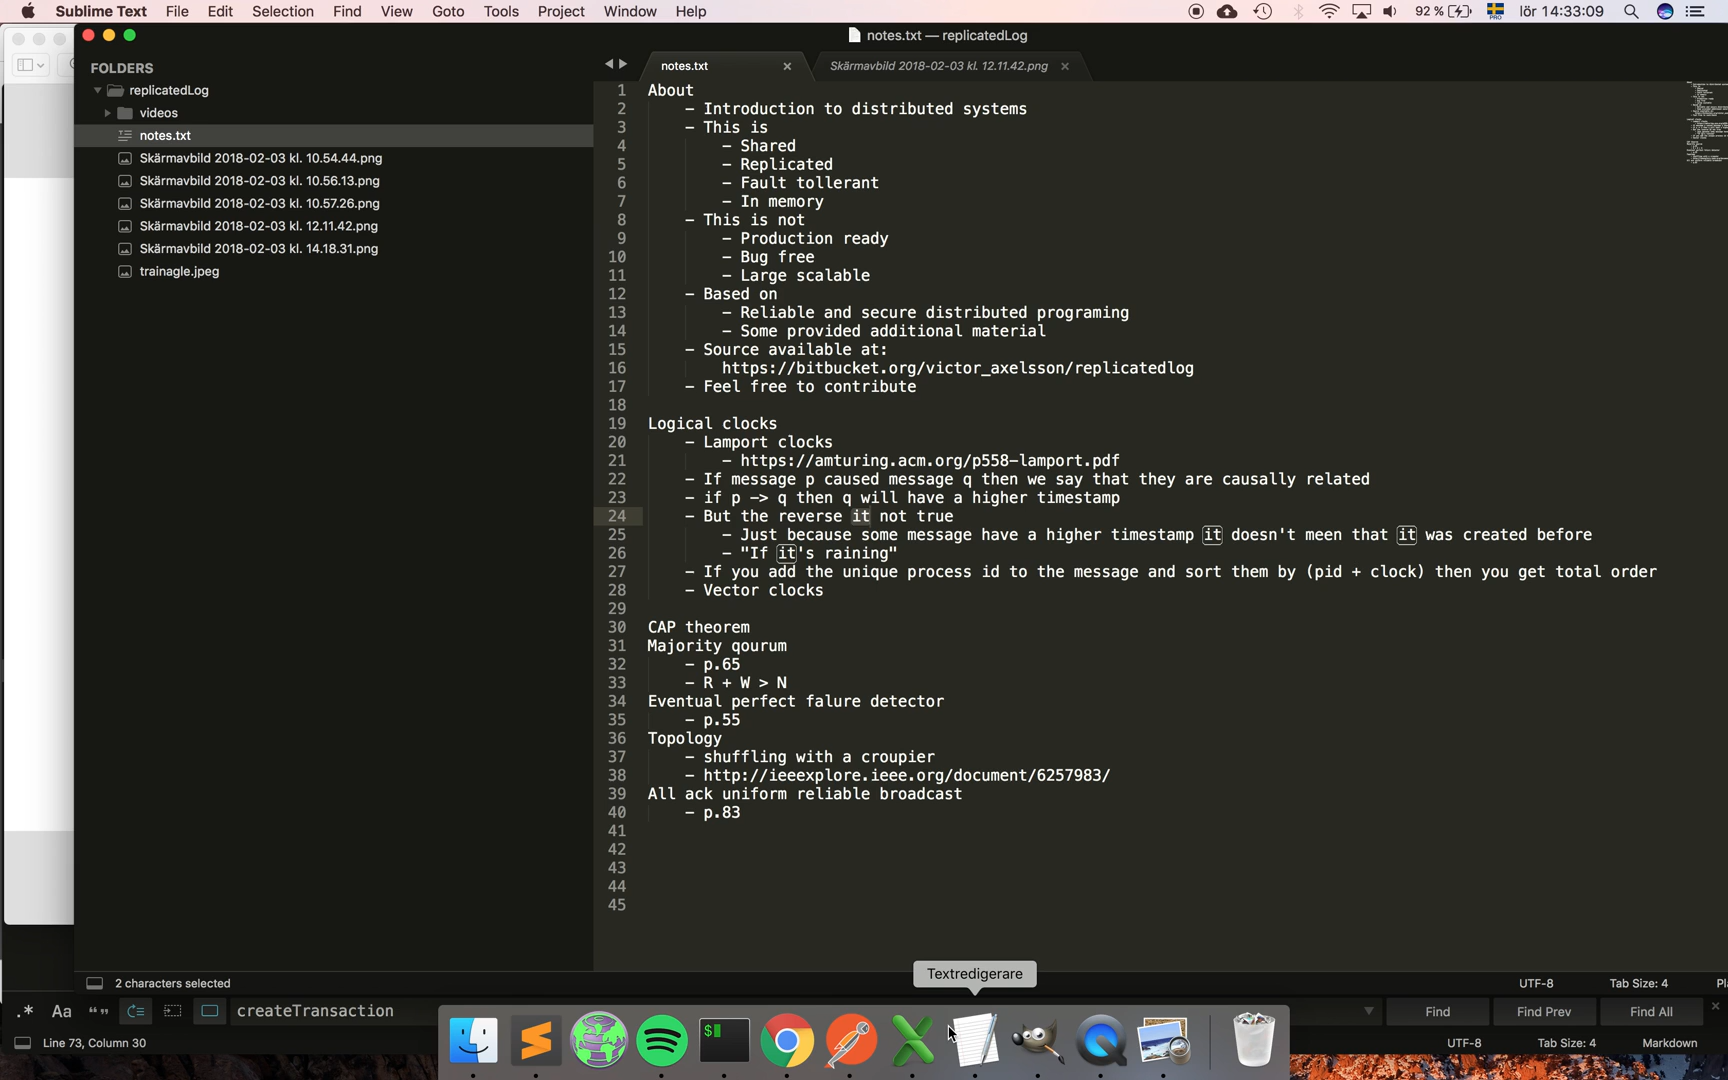 Sublime Text File Edit Selection Find View Goto Tools Project Window Help
92 % PRO lör 14:33:09
notes.txt — replicatedLog
FOLDERS
replicatedLog
videos
notes.txt
Skärmavbild 2018-02-03 kl. 10.54.44.png
Skärmavbild 2018-02-03 kl. 10.56.13.png
Skärmavbild 2018-02-03 kl. 10.57.26.png
Skärmavbild 2018-02-03 kl. 12.11.42.png
Skärmavbild 2018-02-03 kl. 14.18.31.png
trainagle.jpeg
notes.txt Skärmavbild 2018-02-03 kl. 12.11.42.png
1 About
2 - Introduction to distributed systems
3 - This is
4 - Shared
5 - Replicated
6 - Fault tollerant
7 - In memory
8 - This is not
9 - Production ready
10 - Bug free
11 - Large scalable
12 - Based on
13 - Reliable and secure distributed programing
14 - Some provided additional material
15 - Source available at:
16 https://bitbucket.org/victor_axelsson/replicatedlog
17 - Feel free to contribute
18
19 Logical clocks
20 - Lamport clocks
21 - https://amturing.acm.org/p558-lamport.pdf
22 - If message p caused message q then we say that they are causally related
23 - if p -> q then q will have a higher timestamp
24 - But the reverse it not true
25 - Just because some message have a higher timestamp it doesn't meen that it was created before
26 - "If it's raining"
27 - If you add the unique process id to the message and sort them by (pid + clock) then you get total order
28 - Vector clocks
29
30 CAP theorem
31 Majority qourum
32 - p.65
33 - R + W > N
34 Eventual perfect falure detector
35 - p.55
36 Topology
37 - shuffling with a croupier
38 - http://ieeexplore.ieee.org/document/6257983/
39 All ack uniform reliable broadcast
40 - p.83
41
42
43
44
45
Textredigerare
2 characters selected UTF-8 Tab Size: 4 Pl
.* Aa “” createTransaction Find Find Prev Find All
Line 73, Column 30 UTF-8 Tab Size: 4 Markdown
$